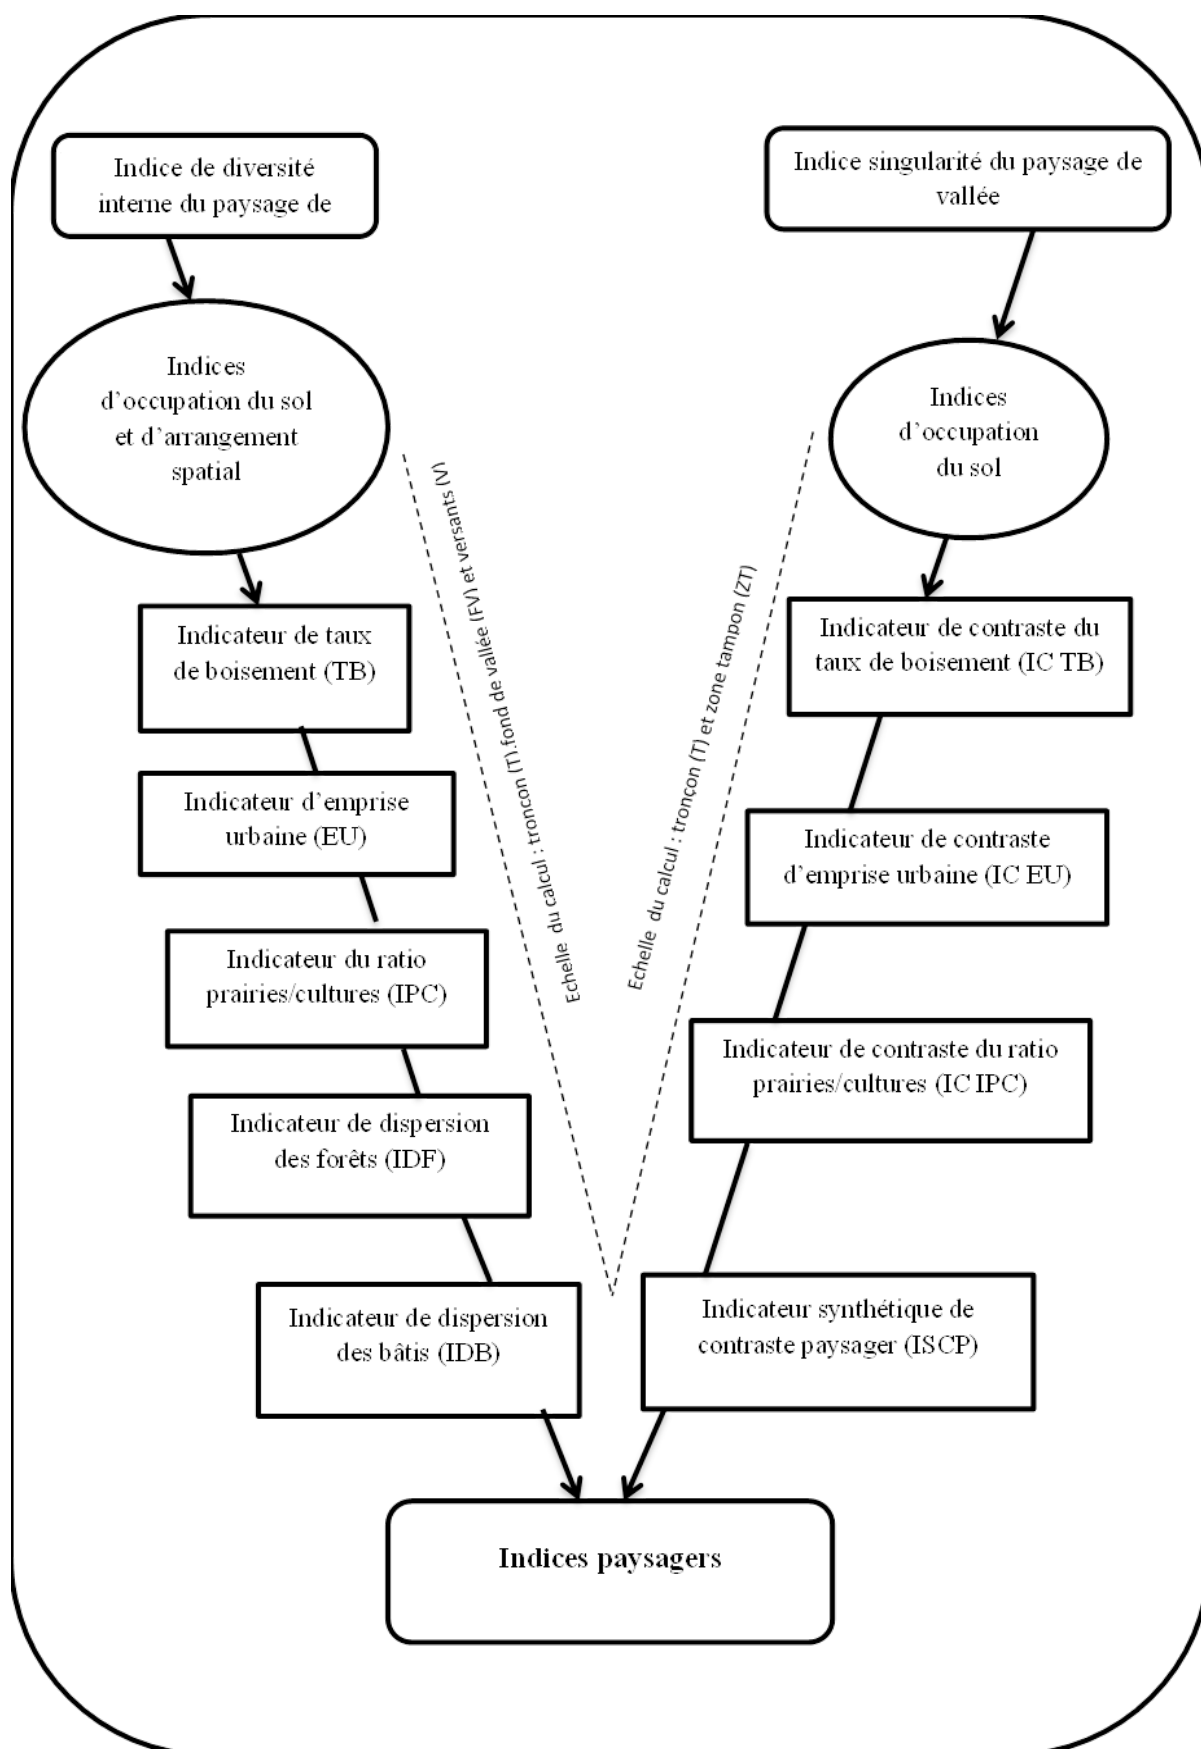 Indice de diversité
interne du paysage de
Indices
d’occupation du sol
et d’arrangement
spatial
Indicateur de taux
de boisement (TB)
Indicateur d’emprise
urbaine (EU)
Indicateur du ratio
prairies/cultures (IPC)
Indicateur de dispersion
des forêts (IDF)
Indicateur de dispersion
des bâtis (IDB)
Echelle du calcul : tronçon (T).fond de vallée (FV) et versants (V)
Indice singularité du paysage de
vallée
Indices
d’occupation
du sol
Indicateur de contraste du
taux de boisement (IC TB)
Indicateur de contraste
d’emprise urbaine (IC EU)
Indicateur de contraste du ratio
prairies/cultures (IC IPC)
Indicateur synthétique de
contraste paysager (ISCP)
Echelle du calcul : tronçon (T) et zone tampon (ZT)
Indices paysagers